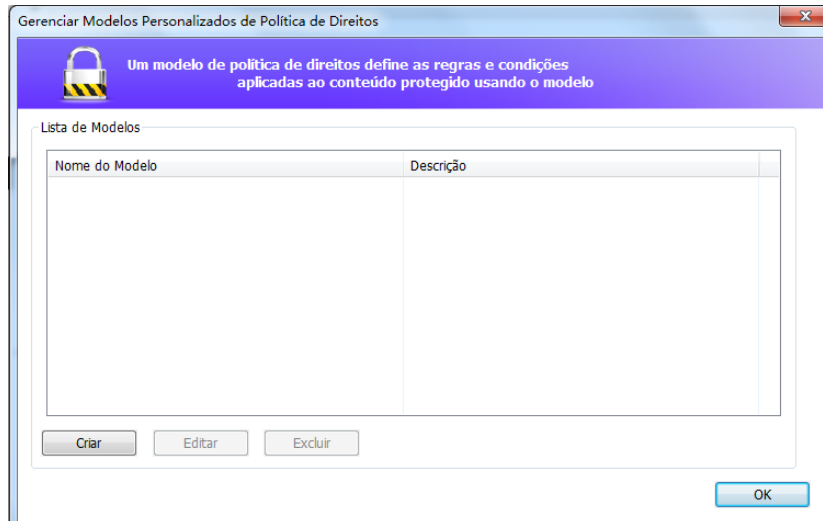 Gerenciar Modelos Personalizados de Política de Direitos
Um modelo de política de direitos define as regras e condições
aplicadas ao conteúdo protegido usando o modelo
Lista de Modelos
Nome do Modelo Descrição
Criar Editar Excluir
OK